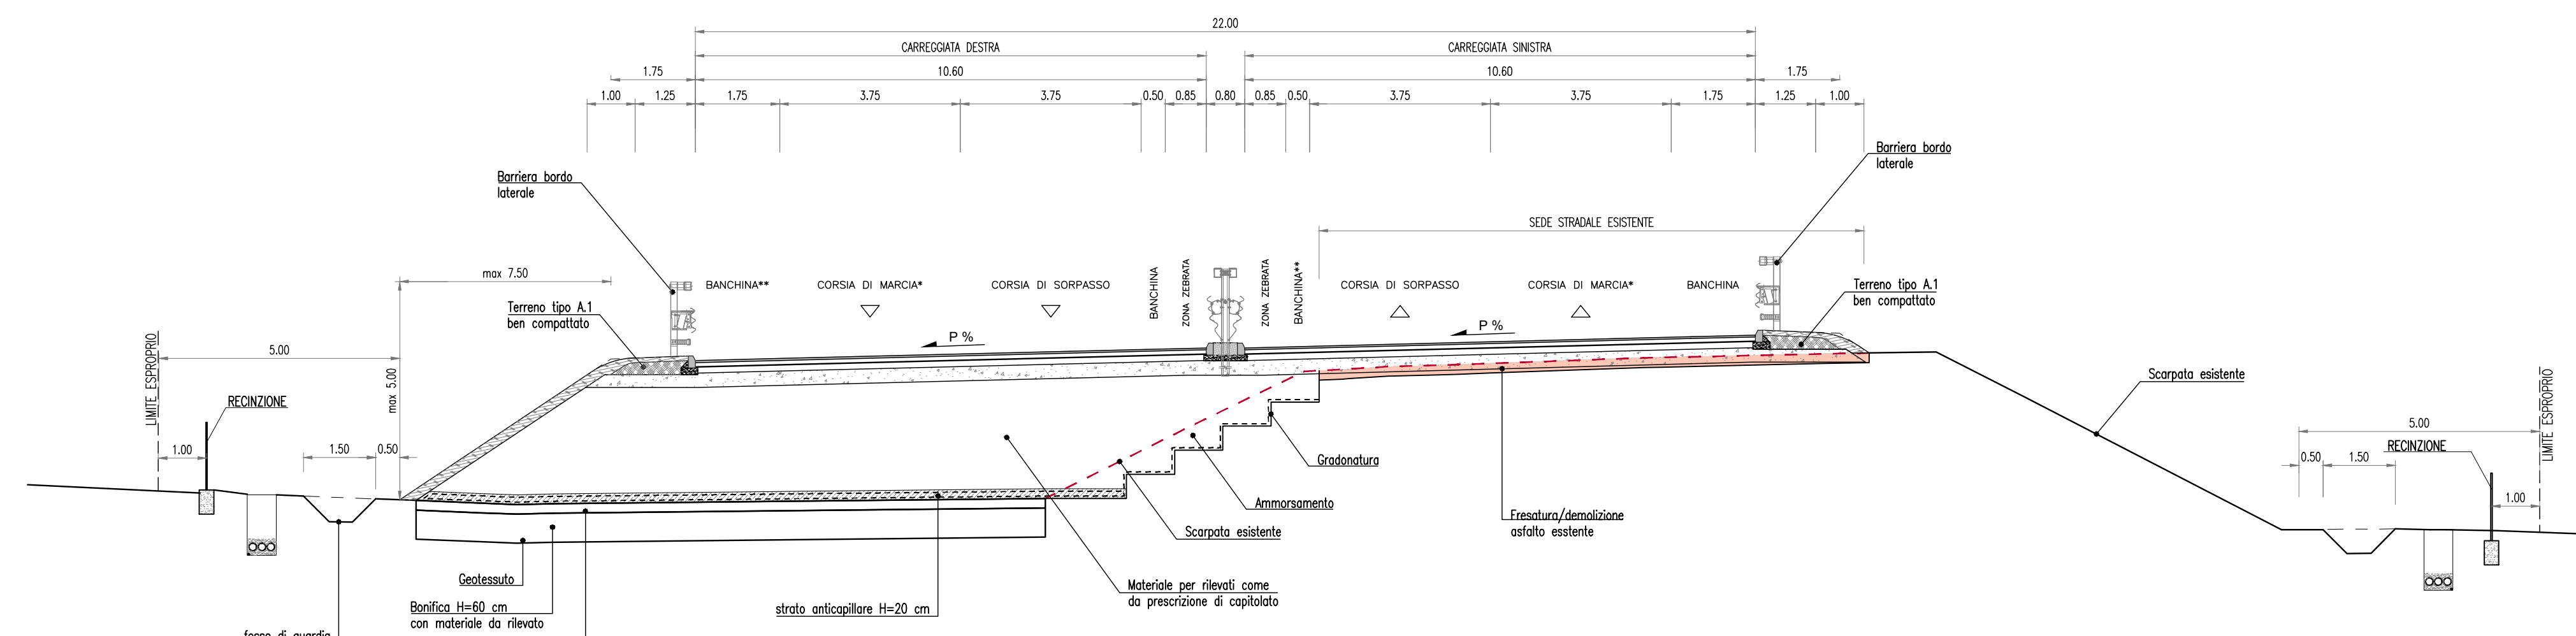 22.00
CARREGGIATA DESTRA
CARREGGIATA SINISTRA
1.75
10.60
10.60
1.75
1.00
1.25
1.75
3.75
3.75
0.50
0.85
0.80
0.85
0.50
3.75
3.75
1.75
1.25
1.00
Barriera bordo
laterale
Barriera bordo
laterale
SEDE STRADALE ESISTENTE
max 7.50
BANCHINA**
CORSIA DI MARCIA*
CORSIA DI SORPASSO
BANCHINA
ZONA ZEBRATA
ZONA ZEBRATA
BANCHINA**
CORSIA DI SORPASSO
CORSIA DI MARCIA*
BANCHINA
Terreno tipo A.1
ben compattato
Terreno tipo A.1
ben compattato
P %
P %
LIMITE ESPROPRIO
5.00
max 5.00
RECINZIONE
1.00
1.50
0.50
Scarpata esistente
LIMITE ESPROPRIO
5.00
RECINZIONE
0.50
1.50
1.00
Gradonatura
Ammorsamento
Scarpata esistente
Fresatura/demolizione
asfalto esstente
Geotessuto
Materiale per rilevati come
da prescrizione di capitolato
Bonifica H=60 cm
con materiale da rilevato
strato anticapillare H=20 cm
fosso di guardia